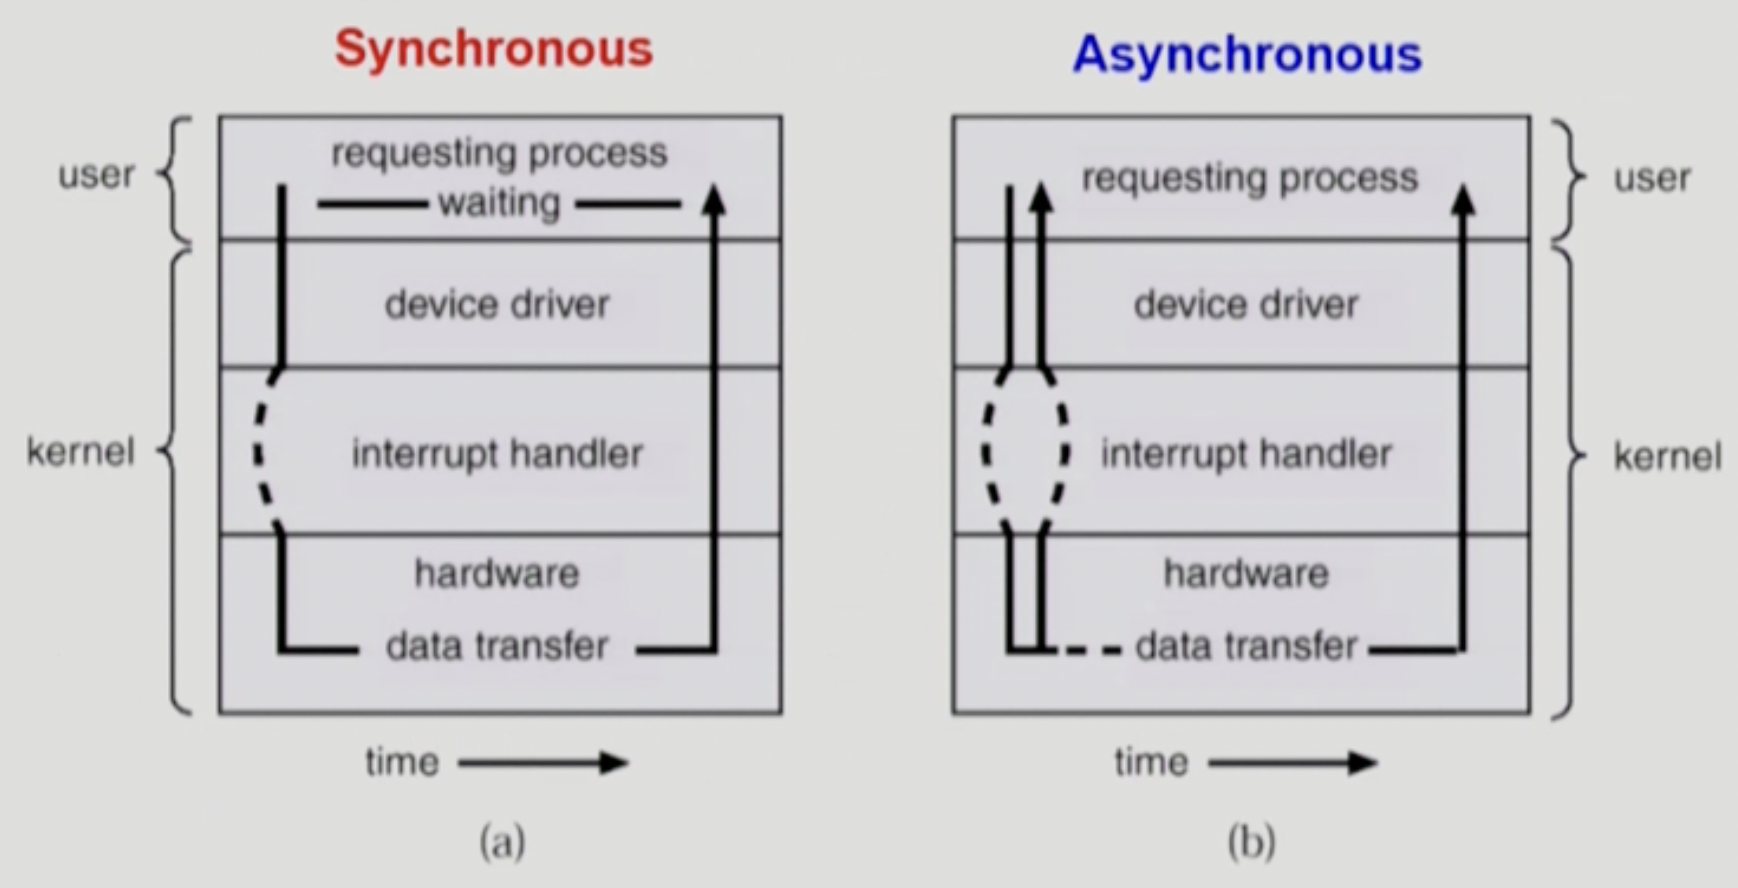 Synchronous
requesting process
waiting
user
device driver
interrupt handler
kernel
hardware
data transfer
time
(a)
Asynchronous
requesting process
user
device driver
interrupt handler
kernel
hardware
data transfer
time
(b)